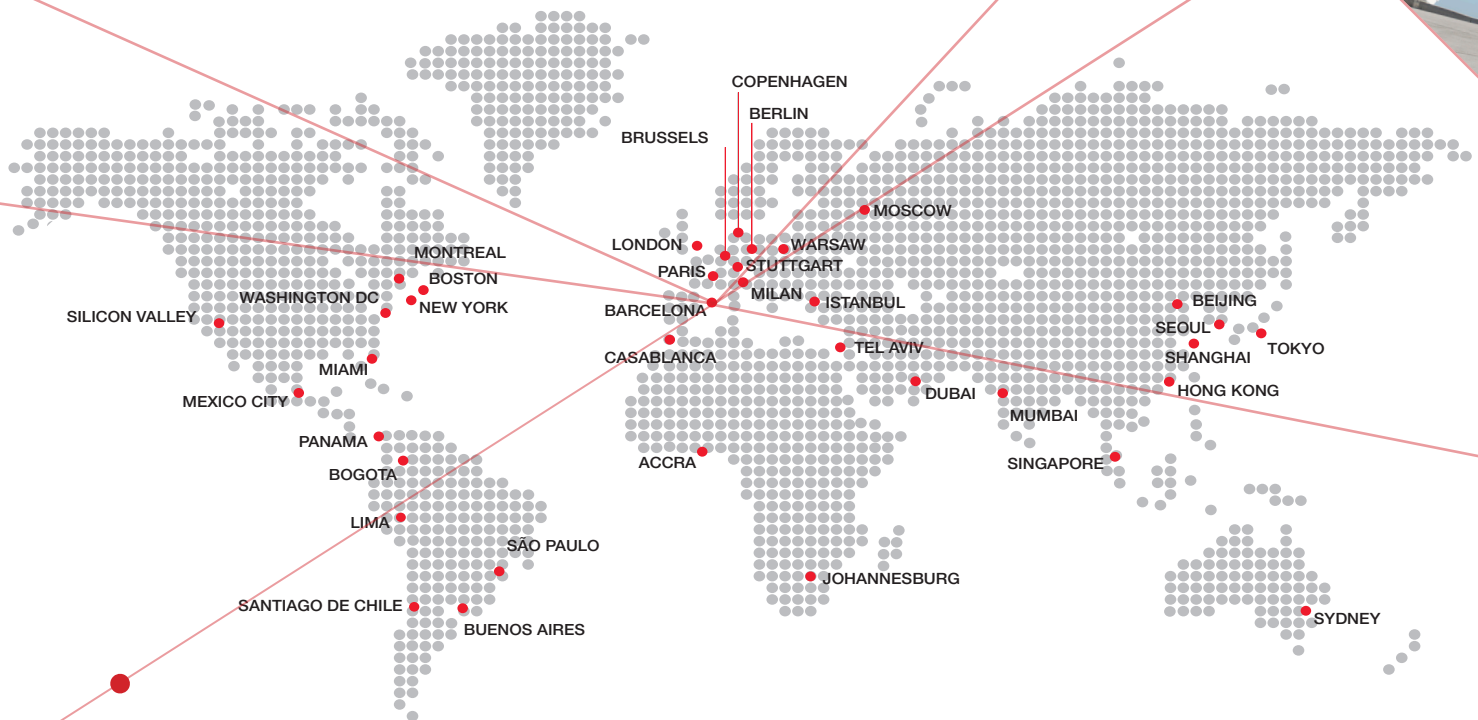 COPENHAGEN
BERLIN
BRUSSELS
MOSCOW
LONDON
WARSAW
MONTREAL
STUTTGART
PARIS
BOSTON
MILAN
WASHINGTON DC
BEIJING
ISTANBUL
NEW YORK
BARCELONA
SILICON VALLEY
SEOUL
TEL AVIV
TOKYO
CASABLANCA
SHANGHAI
MIAMI
HONG KONG
DUBAI
MEXICO CITY
MUMBAI
PANAMA
ACCRA
SINGAPORE
BOGOTA
LIMA
SÃO PAULO
JOHANNESBURG
SANTIAGO DE CHILE
SYDNEY
BUENOS AIRES